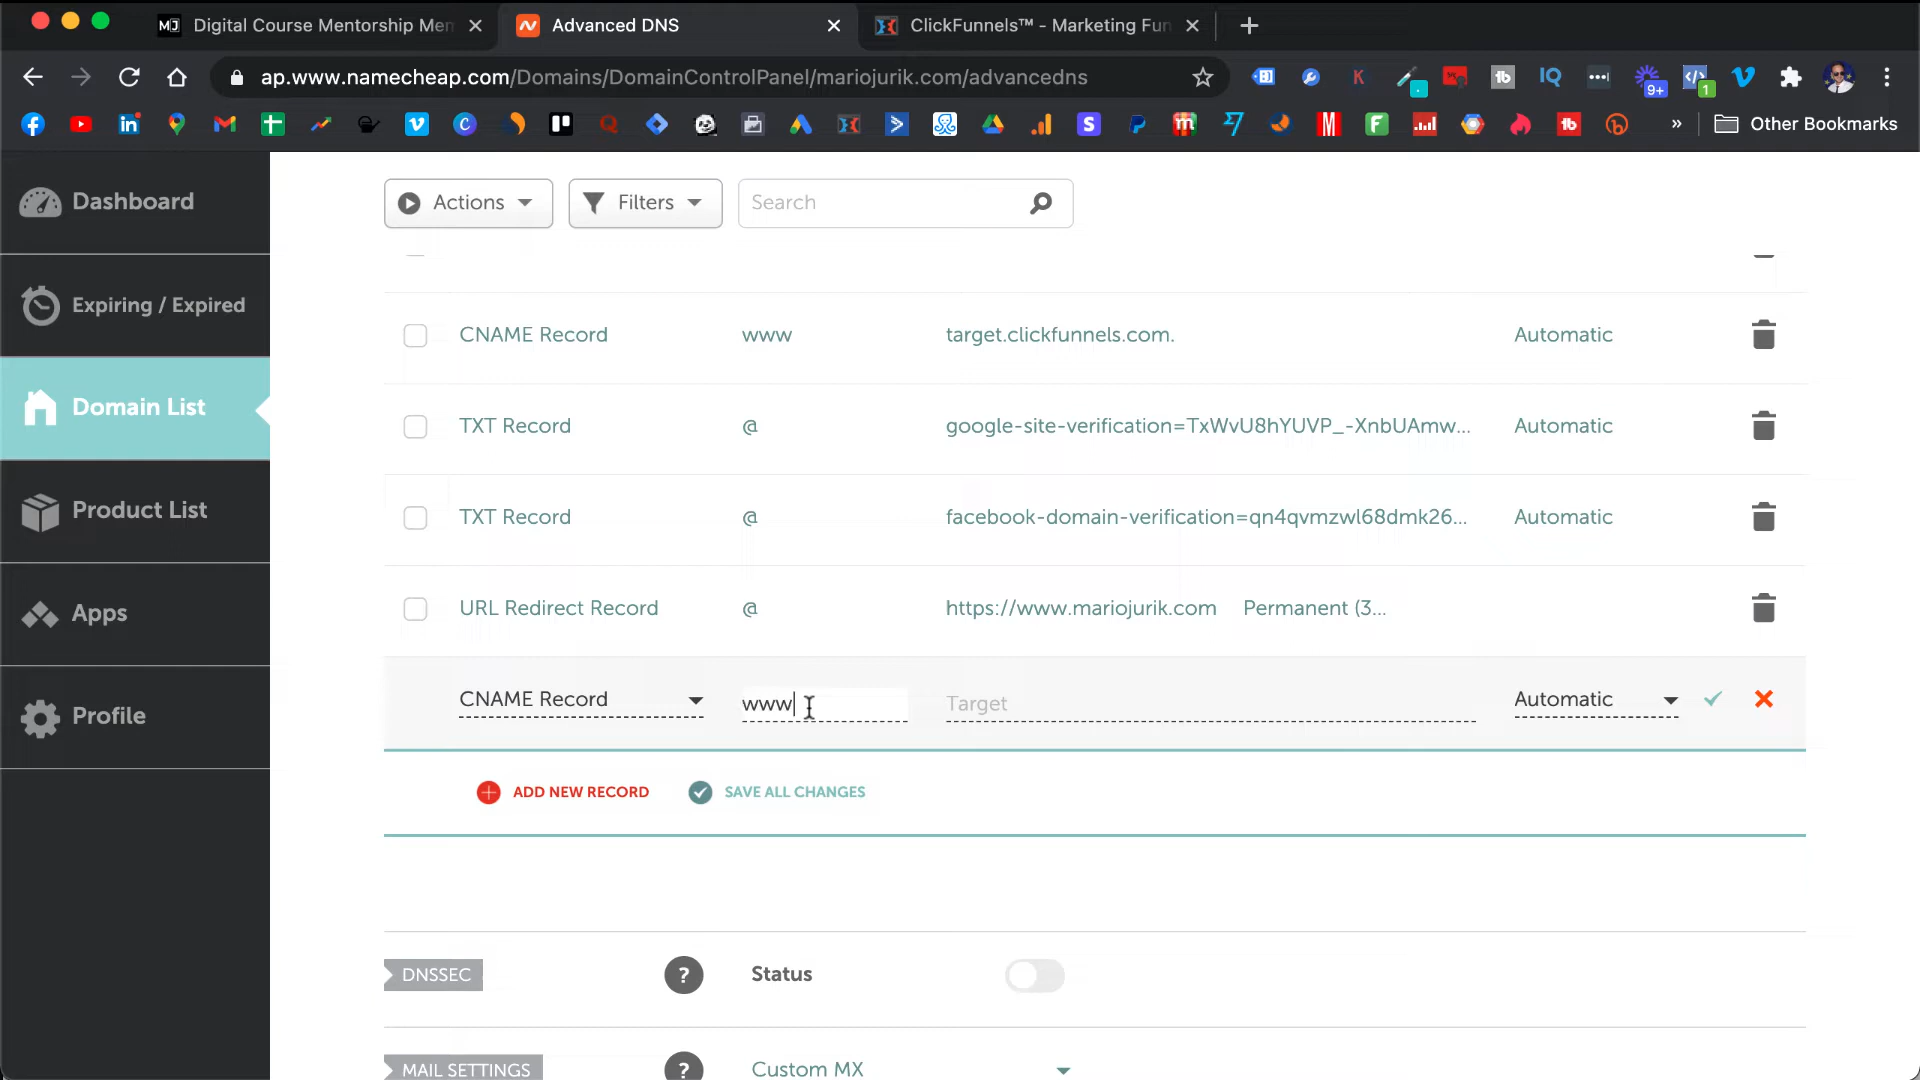 Digital Course Mentorship Mem
Advanced DNS
ClickFunnels™ - Marketing Fun
ap.www.namecheap.com/Domains/DomainControlPanel/mariojurik.com/advancedns
9+
1
Other Bookmarks
Dashboard
Expiring / Expired
Domain List
Product List
Apps
Profile
Actions
Filters
Search
CNAME Record www target.clickfunnels.com. Automatic
TXT Record @ google-site-verification=TxWvU8hYUVP_-XnbUAmw... Automatic
TXT Record @ facebook-domain-verification=qn4qvmzwl68dmk26... Automatic
URL Redirect Record @ https://www.mariojurik.com Permanent (3...
CNAME Record www Target Automatic
ADD NEW RECORD SAVE ALL CHANGES
DNSSEC ? Status
MAIL SETTINGS ? Custom MX